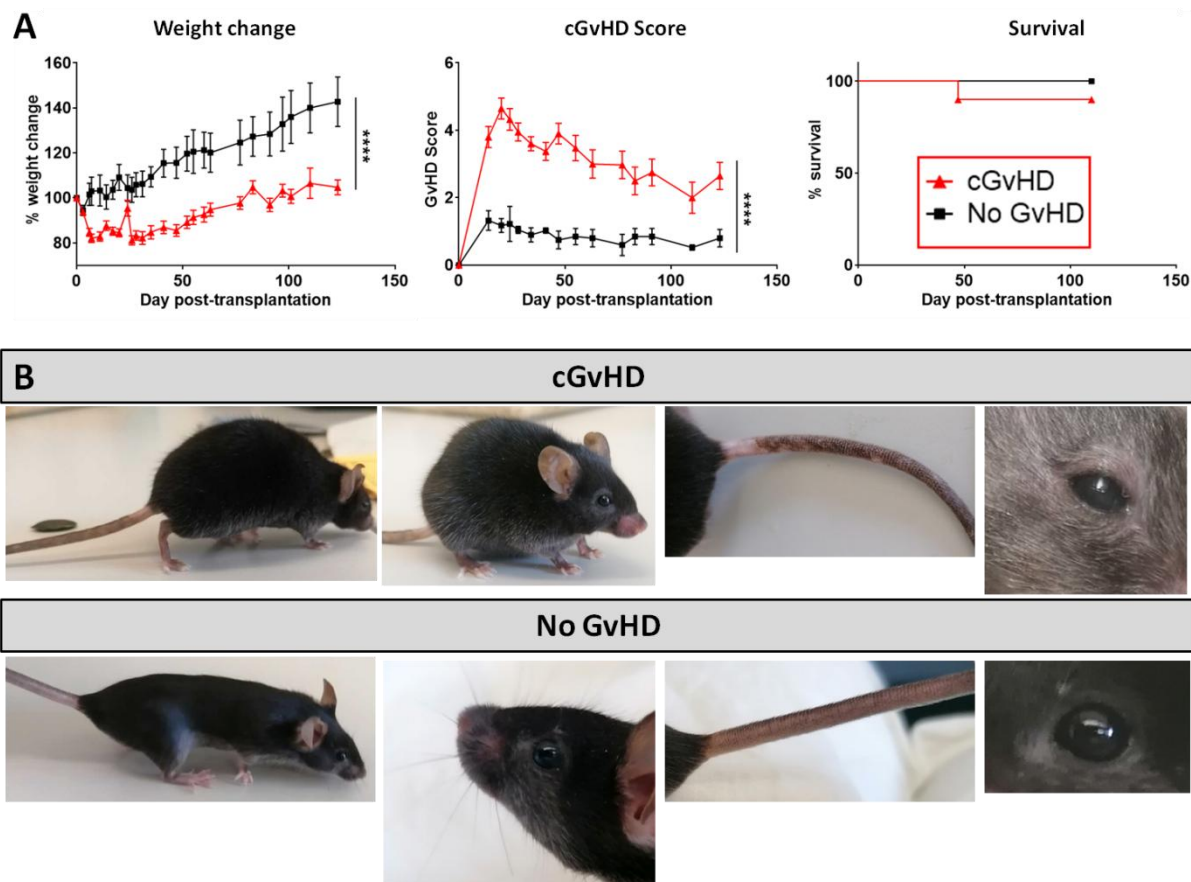 A
Weight change
cGvHD Score
Survival
% weight change
160
140
120
100
80
0
50
100
150
Day post-transplantation
****
GvHD Score
6
4
2
0
0
50
100
150
Day post-transplantation
****
% survival
100
50
0
0
50
100
150
Day post-transplantation
cGvHD
No GvHD
B
cGvHD
No GvHD